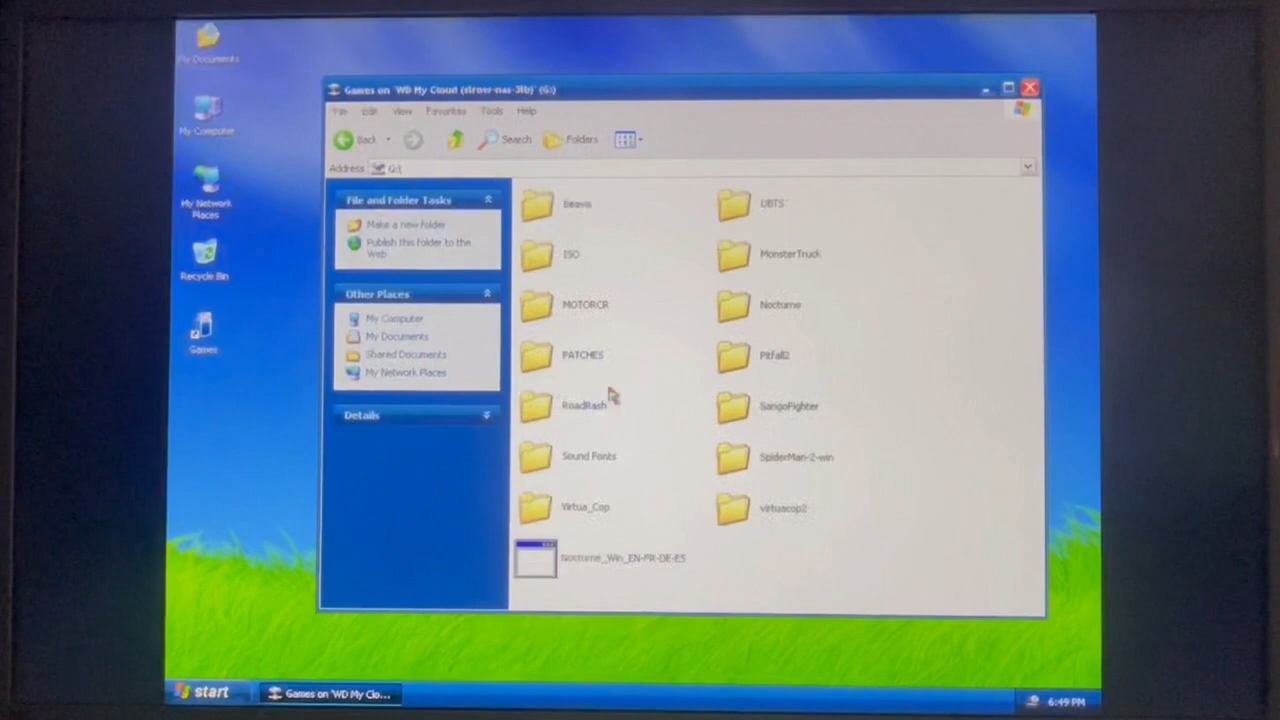 My Documents
My Computer
My Network
Places
Recycle Bin
Games
Games on 'WD My Cloud (G:)
File Edit View Favorites Tools Help
Back Search Folders
Address G:\
File and Folder Tasks
Make a new folder
Publish this folder to the
Web
Other Places
My Computer
My Documents
Shared Documents
My Network Places
Details
Beavis DBTS
ISO MonsterTruck
MOTORCR Nocturne
PATCHES Pitfall2
RoadRash SangoFighter
Sound Fonts SpiderMan-2-win
Virtua_Cop virtuacop2
Nocturne_Win_EN-FR-DE-ES
start Games on 'WD My Clo... 6:49 PM